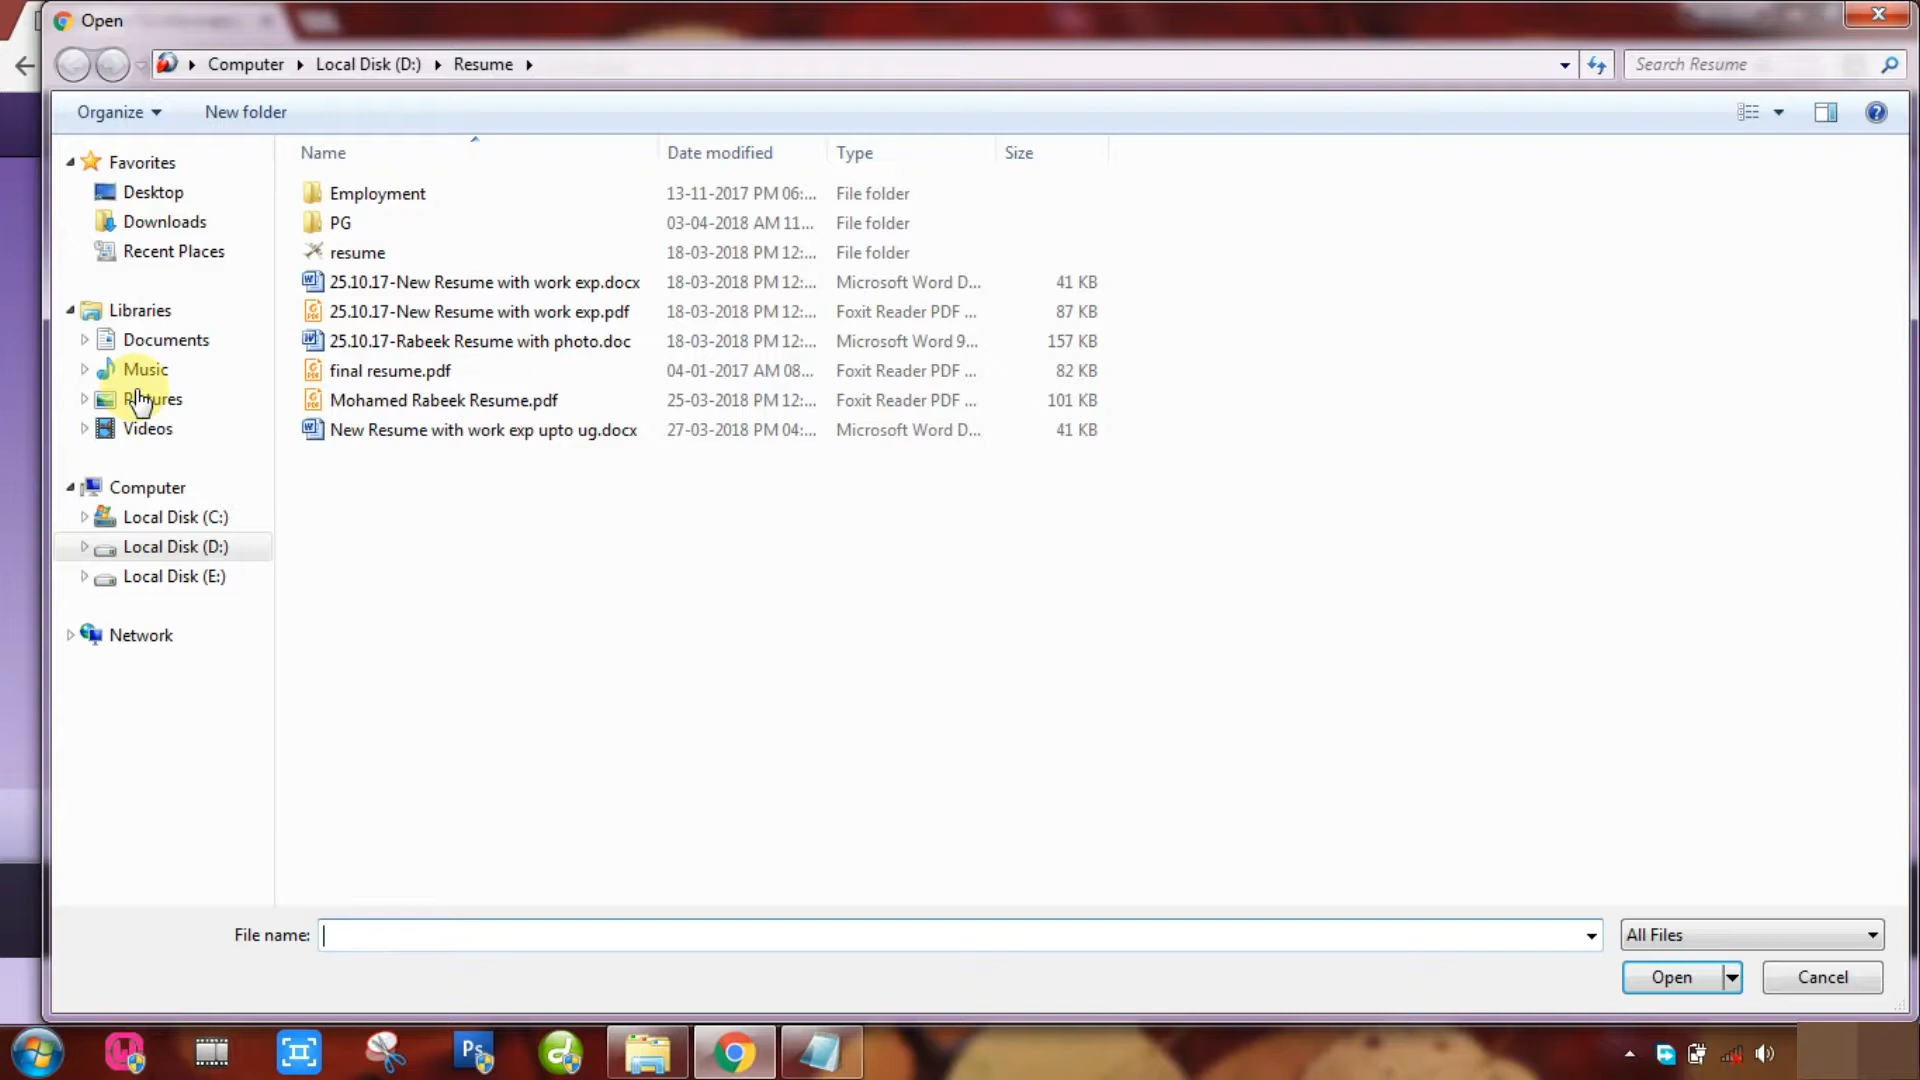 Open
Computer Local Disk (D:) Resume
Search Resume
Organize New folder
Name Date modified Type Size
Favorites
Desktop
Downloads
Recent Places
Libraries
Documents
Music
Pictures
Videos
Computer
Local Disk (C:)
Local Disk (D:)
Local Disk (E:)
Network
Employment 13-11-2017 PM 06:... File folder
PG 03-04-2018 AM 11... File folder
resume 18-03-2018 PM 12:... File folder
25.10.17-New Resume with work exp.docx 18-03-2018 PM 12:... Microsoft Word D... 41 KB
25.10.17-New Resume with work exp.pdf 18-03-2018 PM 12:... Foxit Reader PDF ... 87 KB
25.10.17-Rabeek Resume with photo.doc 18-03-2018 PM 12:... Microsoft Word 9... 157 KB
final resume.pdf 04-01-2017 AM 08... Foxit Reader PDF ... 82 KB
Mohamed Rabeek Resume.pdf 25-03-2018 PM 12:... Foxit Reader PDF ... 101 KB
New Resume with work exp upto ug.docx 27-03-2018 PM 04:... Microsoft Word D... 41 KB
File name: All Files
Open Cancel
Ps